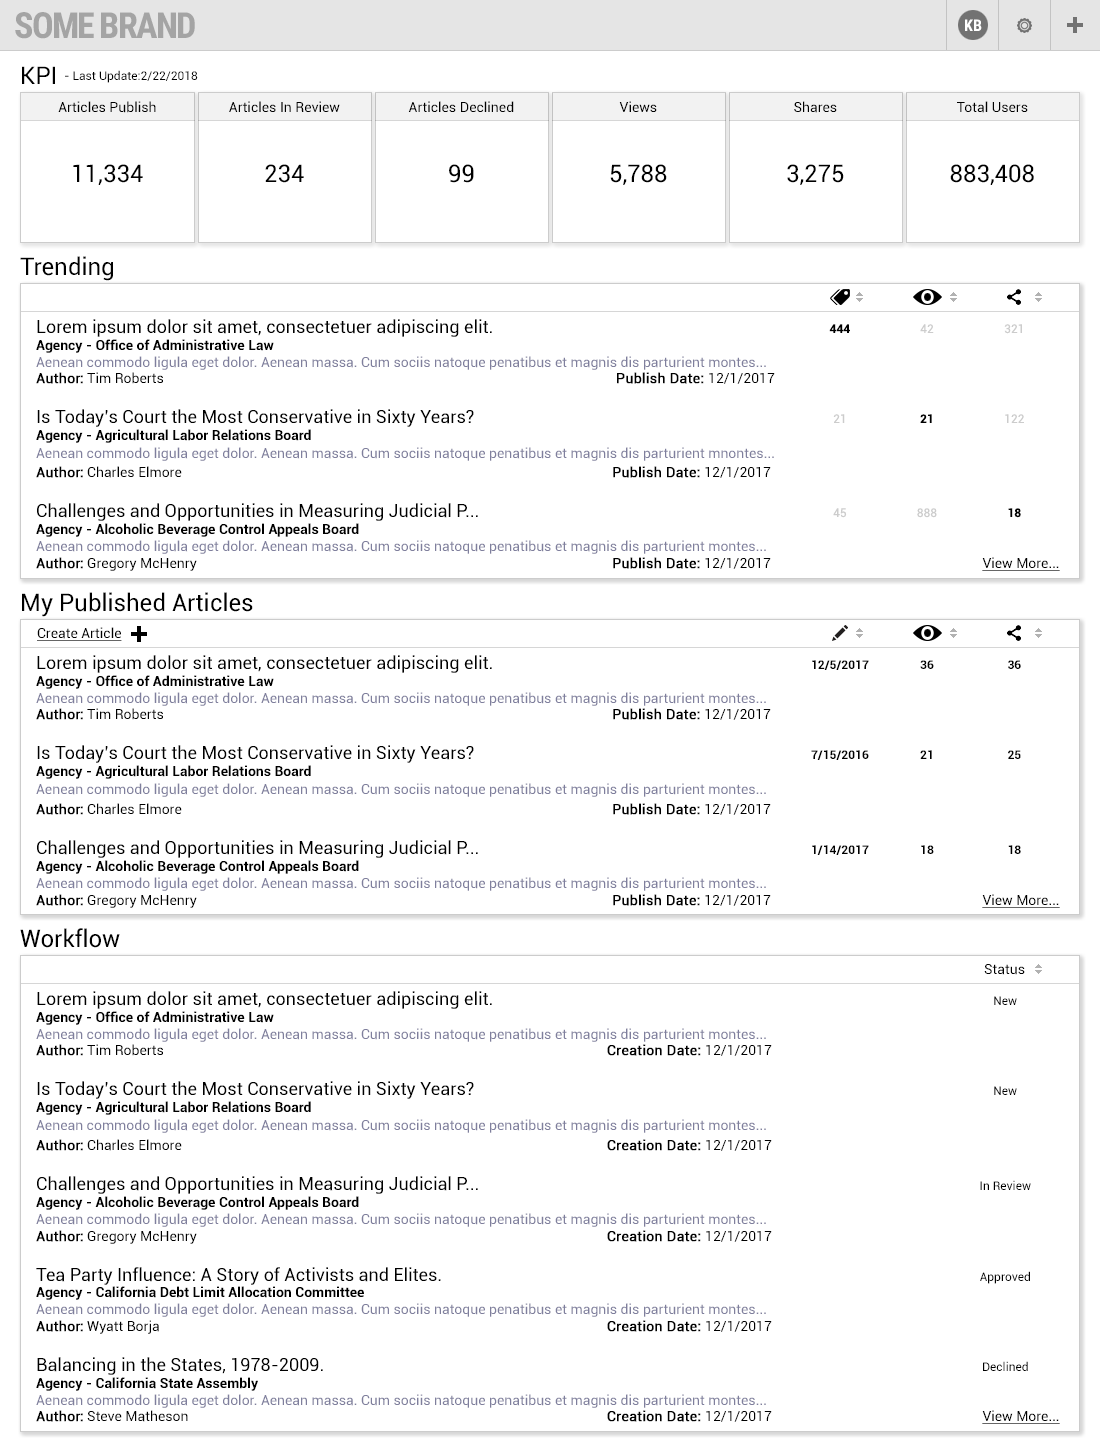 SOME BRAND
KB
KPI - Last Update:2/22/2018
Articles Publish Articles In Review Articles Declined Views Shares Total Users
11,334 234 99 5,788 3,275 883,408
Trending
Lorem ipsum dolor sit amet, consectetuer adipiscing elit. 444 42 321
Agency - Office of Administrative Law
Aenean commodo ligula eget dolor. Aenean massa. Cum sociis natoque penatibus et magnis dis parturient montes...
Author: Tim Roberts Publish Date: 12/1/2017
Is Today's Court the Most Conservative in Sixty Years? 21 21 122
Agency - Agricultural Labor Relations Board
Aenean commodo ligula eget dolor. Aenean massa. Cum sociis natoque penatibus et magnis dis parturient mnontes...
Author: Charles Elmore Publish Date: 12/1/2017
Challenges and Opportunities in Measuring Judicial P... 45 888 18
Agency - Alcoholic Beverage Control Appeals Board
Aenean commodo ligula eget dolor. Aenean massa. Cum sociis natoque penatibus et magnis dis parturient montes...
Author: Gregory McHenry Publish Date: 12/1/2017 View More...
My Published Articles
Create Article
Lorem ipsum dolor sit amet, consectetuer adipiscing elit. 12/5/2017 36 36
Agency - Office of Administrative Law
Aenean commodo ligula eget dolor. Aenean massa. Cum sociis natoque penatibus et magnis dis parturient montes...
Author: Tim Roberts Publish Date: 12/1/2017
Is Today's Court the Most Conservative in Sixty Years? 7/15/2016 21 25
Agency - Agricultural Labor Relations Board
Aenean commodo ligula eget dolor. Aenean massa. Cum sociis natoque penatibus et magnis dis parturient montes...
Author: Charles Elmore Publish Date: 12/1/2017
Challenges and Opportunities in Measuring Judicial P... 1/14/2017 18 18
Agency - Alcoholic Beverage Control Appeals Board
Aenean commodo ligula eget dolor. Aenean massa. Cum sociis natoque penatibus et magnis dis parturient montes...
Author: Gregory McHenry Publish Date: 12/1/2017 View More...
Workflow
Status
Lorem ipsum dolor sit amet, consectetuer adipiscing elit. New
Agency - Office of Administrative Law
Aenean commodo ligula eget dolor. Aenean massa. Cum sociis natoque penatibus et magnis dis parturient montes...
Author: Tim Roberts Creation Date: 12/1/2017
Is Today's Court the Most Conservative in Sixty Years? New
Agency - Agricultural Labor Relations Board
Aenean commodo ligula eget dolor. Aenean massa. Cum sociis natoque penatibus et magnis dis parturient montes...
Author: Charles Elmore Creation Date: 12/1/2017
Challenges and Opportunities in Measuring Judicial P... In Review
Agency - Alcoholic Beverage Control Appeals Board
Aenean commodo ligula eget dolor. Aenean massa. Cum sociis natoque penatibus et magnis dis parturient montes...
Author: Gregory McHenry Creation Date: 12/1/2017
Tea Party Influence: A Story of Activists and Elites. Approved
Agency - California Debt Limit Allocation Committee
Aenean commodo ligula eget dolor. Aenean massa. Cum sociis natoque penatibus et magnis dis parturient montes...
Author: Wyatt Borja Creation Date: 12/1/2017
Balancing in the States, 1978-2009. Declined
Agency - California State Assembly
Aenean commodo ligula eget dolor. Aenean massa. Cum sociis natoque penatibus et magnis dis parturient montes...
Author: Steve Matheson Creation Date: 12/1/2017 View More...